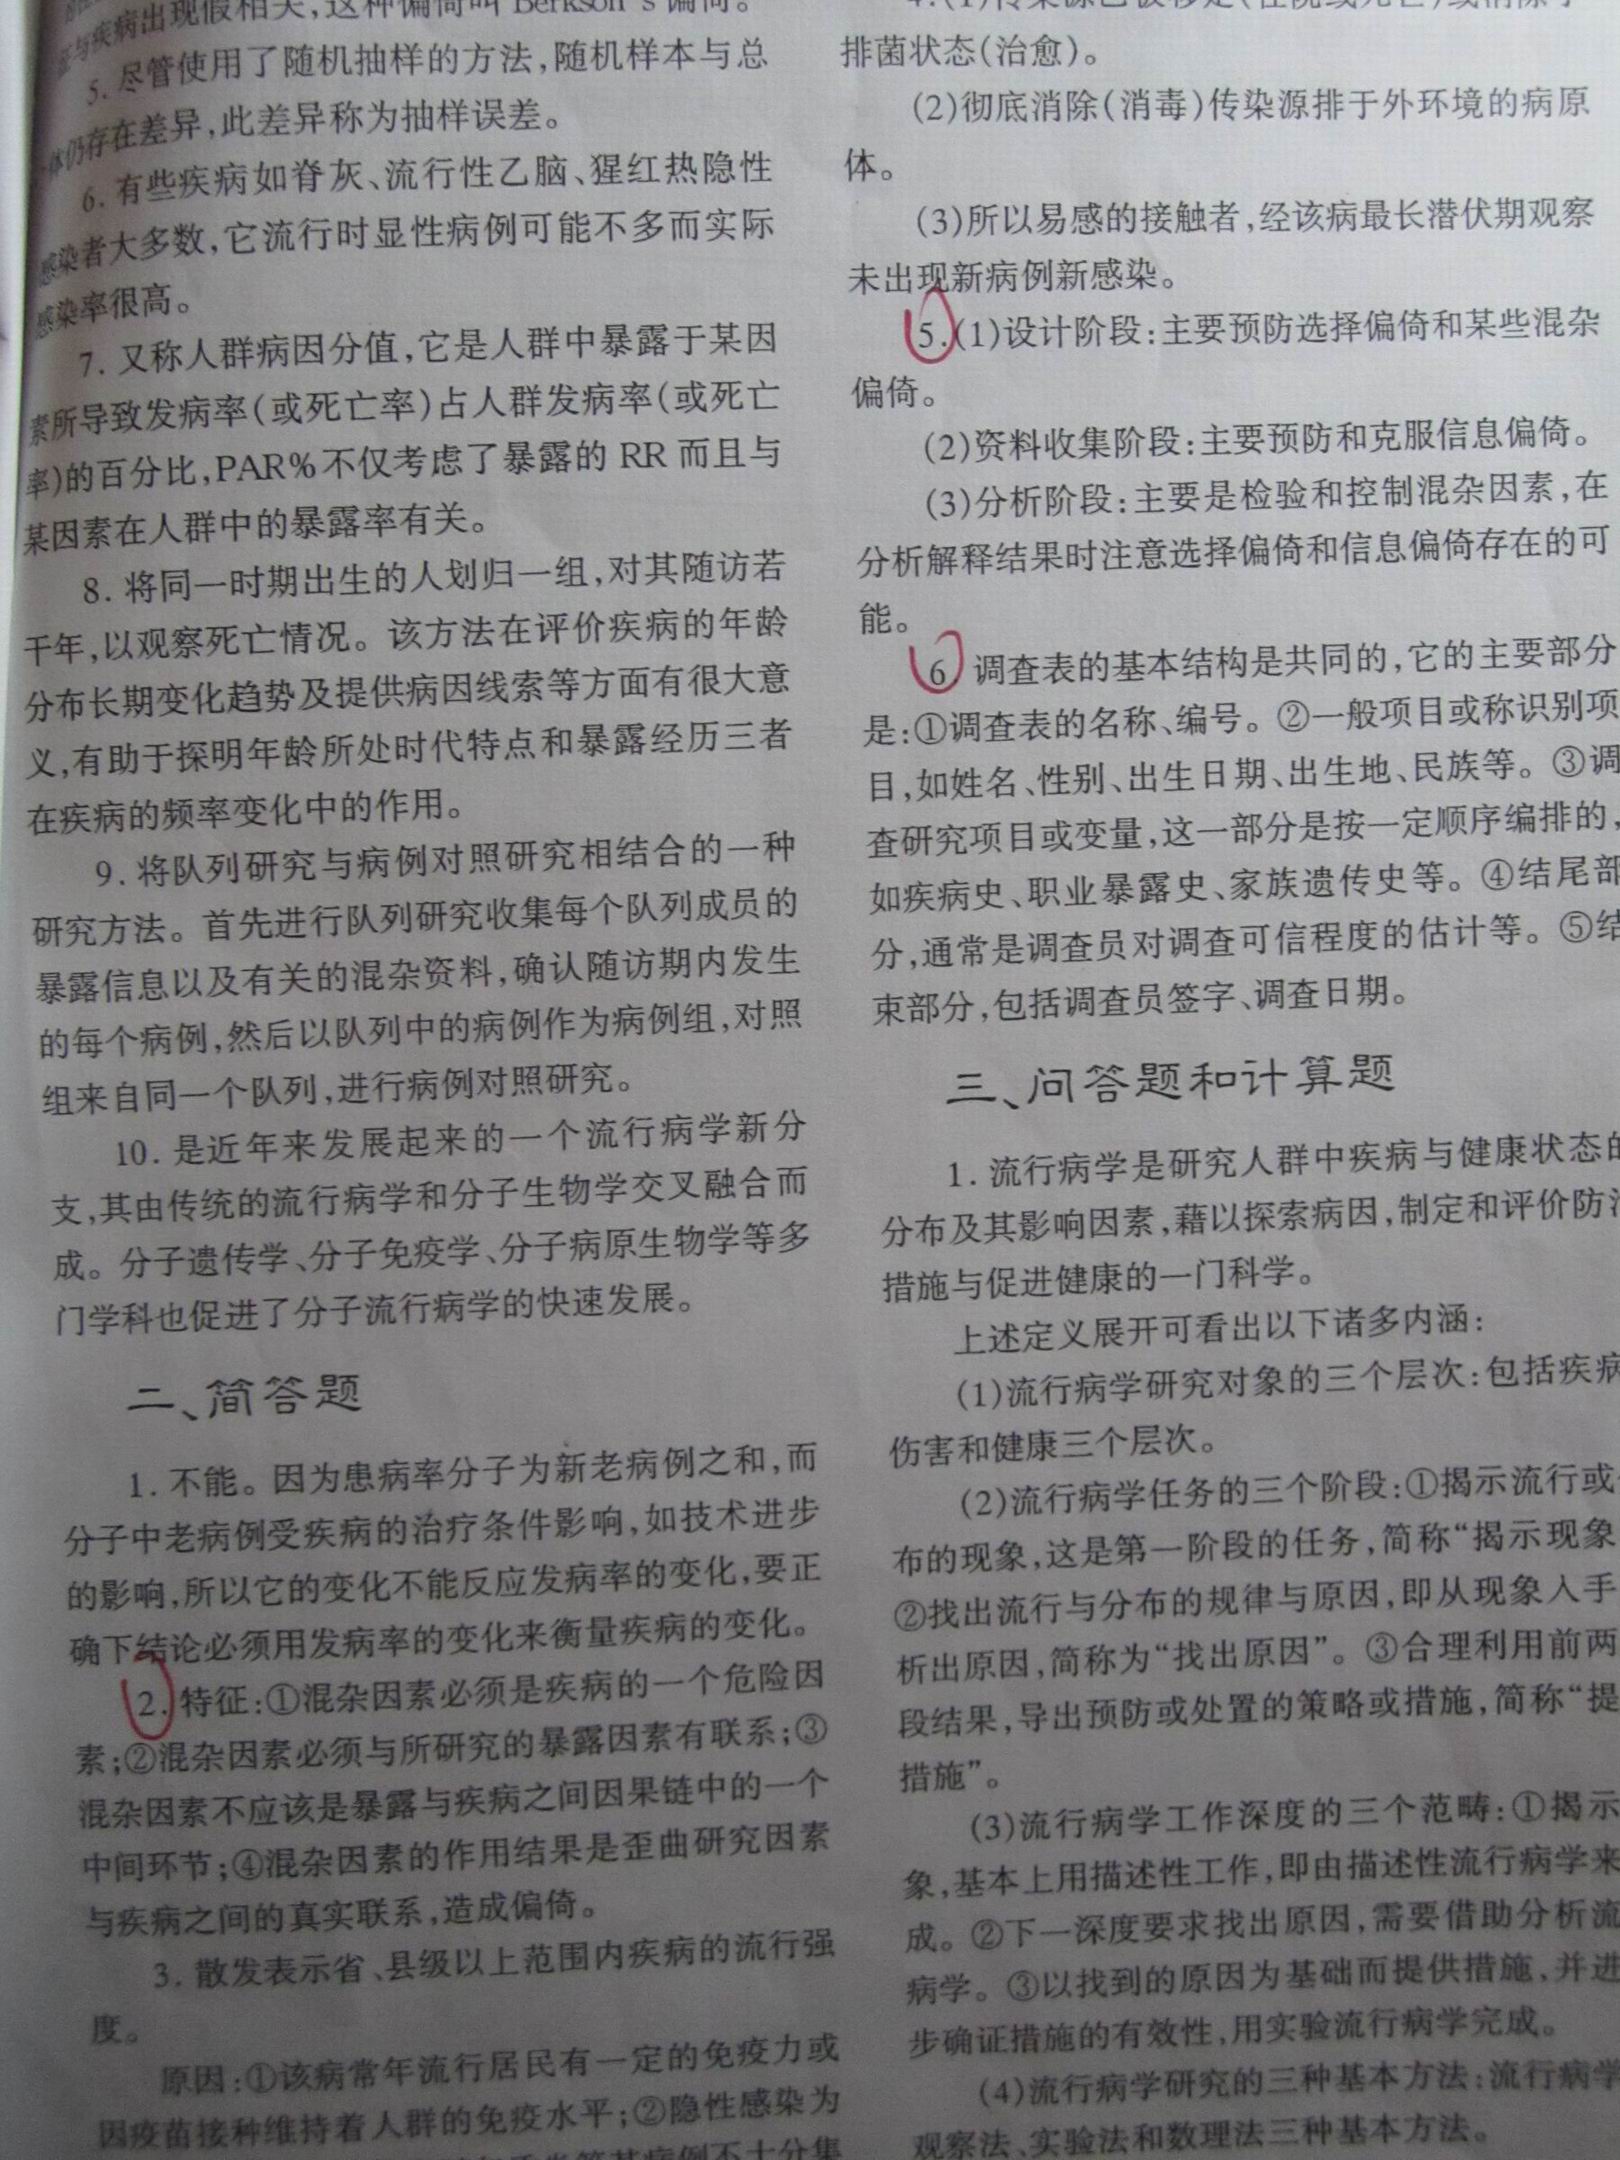 症与疾病出现假相关,这种偏倚叫 Berkson's 偏倚。
5. 尽管使用了随机抽样的方法,随机样本与总
体仍存在差异,此差异称为抽样误差。
6. 有些疾病如脊灰、流行性乙脑、猩红热隐性
感染者大多数,它流行时显性病例可能不多而实际
感染率很高。
7. 又称人群病因分值,它是人群中暴露于某因
素所导致发病率(或死亡率)占人群发病率(或死亡
率)的百分比,PAR%不仅考虑了暴露的 RR 而且与
某因素在人群中的暴露率有关。
8. 将同一时期出生的人划归一组,对其随访若
干年,以观察死亡情况。该方法在评价疾病的年龄
分布长期变化趋势及提供病因线索等方面有很大意
义,有助于探明年龄所处时代特点和暴露经历三者
在疾病的频率变化中的作用。
9. 将队列研究与病例对照研究相结合的一种
研究方法。首先进行队列研究收集每个队列成员的
暴露信息以及有关的混杂资料,确认随访期内发生
的每个病例,然后以队列中的病例作为病例组,对照
组来自同一个队列,进行病例对照研究。
10. 是近年来发展起来的一个流行病学新分
支,其由传统的流行病学和分子生物学交叉融合而
成。分子遗传学、分子免疫学、分子病原生物学等多
门学科也促进了分子流行病学的快速发展。
二、简答题
1. 不能。因为患病率分子为新老病例之和,而
分子中老病例受疾病的治疗条件影响,如技术进步
的影响,所以它的变化不能反应发病率的变化,要正
确下结论必须用发病率的变化来衡量疾病的变化。
2. 特征:①混杂因素必须是疾病的一个危险因
素;②混杂因素必须与所研究的暴露因素有联系;③
混杂因素不应该是暴露与疾病之间因果链中的一个
中间环节;④混杂因素的作用结果是歪曲研究因素
与疾病之间的真实联系,造成偏倚。
3. 散发表示省、县级以上范围内疾病的流行强
度。
原因:①该病常年流行居民有一定的免疫力或
因疫苗接种维持着人群的免疫水平;②隐性感染为
病例不十分集
4.(1)传染源已被移走(住院或死亡)或消除了
排菌状态(治愈)。
(2)彻底消除(消毒)传染源排于外环境的病原
体。
(3)所以易感的接触者,经该病最长潜伏期观察
未出现新病例新感染。
5.(1)设计阶段:主要预防选择偏倚和某些混杂
偏倚。
(2)资料收集阶段:主要预防和克服信息偏倚。
(3)分析阶段:主要是检验和控制混杂因素,在
分析解释结果时注意选择偏倚和信息偏倚存在的可
能。
6. 调查表的基本结构是共同的,它的主要部分
是:①调查表的名称、编号。②一般项目或称识别项
目,如姓名、性别、出生日期、出生地、民族等。③调
查研究项目或变量,这一部分是按一定顺序编排的,
如疾病史、职业暴露史、家族遗传史等。④结尾部
分,通常是调查员对调查可信程度的估计等。⑤结
束部分,包括调查员签字、调查日期。
三、问答题和计算题
1. 流行病学是研究人群中疾病与健康状态的
分布及其影响因素,藉以探索病因,制定和评价防治
措施与促进健康的一门科学。
上述定义展开可看出以下诸多内涵:
(1)流行病学研究对象的三个层次:包括疾病
伤害和健康三个层次。
(2)流行病学任务的三个阶段:①揭示流行或
布的现象,这是第一阶段的任务,简称“揭示现象
②找出流行与分布的规律与原因,即从现象入手
析出原因,简称为“找出原因”。③合理利用前两
段结果,导出预防或处置的策略或措施,简称“提
措施”。
(3)流行病学工作深度的三个范畴:①揭示
象,基本上用描述性工作,即由描述性流行病学来
成。②下一深度要求找出原因,需要借助分析流
病学。③以找到的原因为基础而提供措施,并进
步确证措施的有效性,用实验流行病学完成。
(4)流行病学研究的三种基本方法:流行病学
观察法、实验法和数理法三种基本方法。